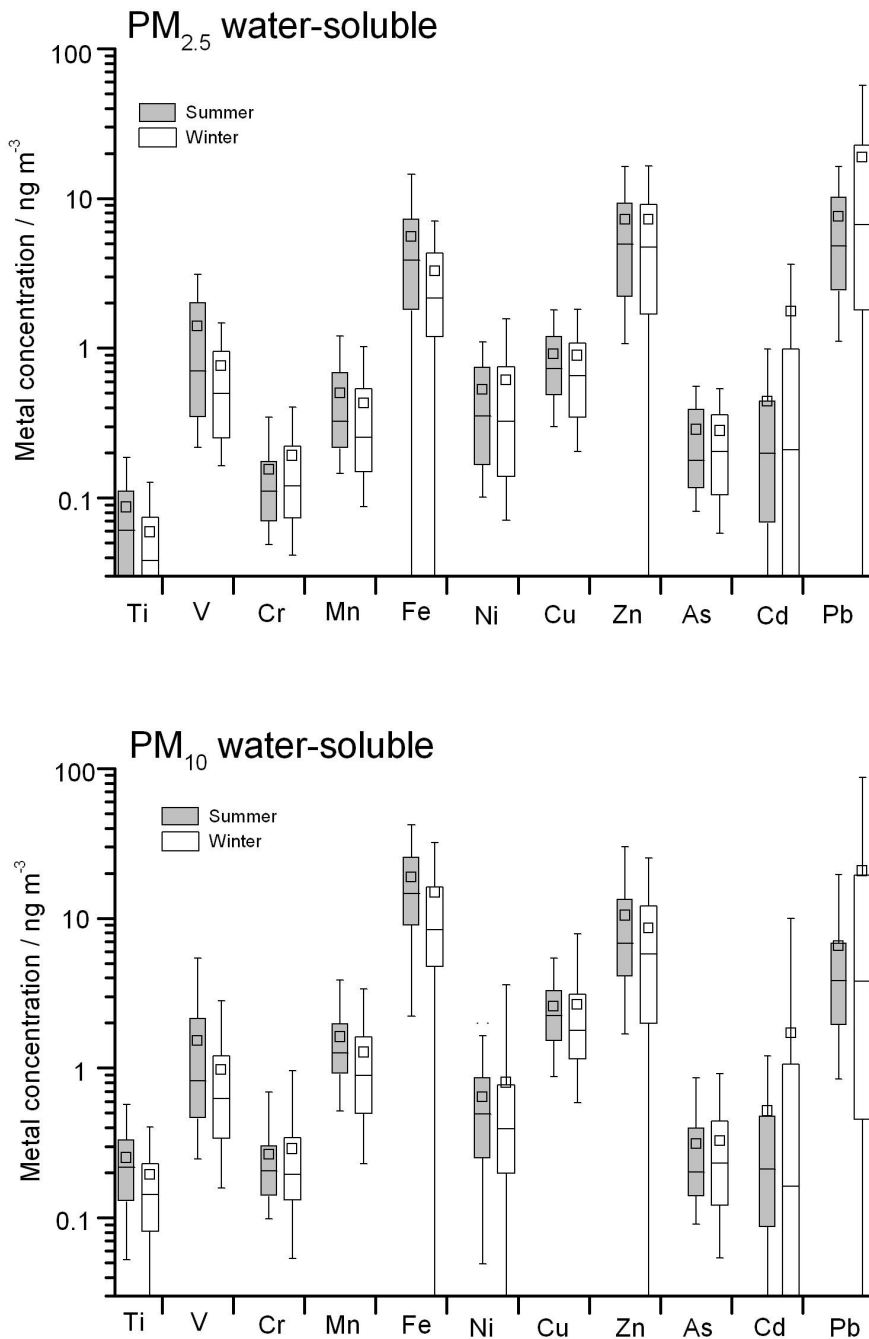 PM2.5 water-soluble
100
10
1
0.1
Metal concentration / ng m-3
Summer
Winter
Ti V Cr Mn Fe Ni Cu Zn As Cd Pb
PM10 water-soluble
100
10
1
0.1
Metal concentration / ng m-3
Summer
Winter
Ti V Cr Mn Fe Ni Cu Zn As Cd Pb